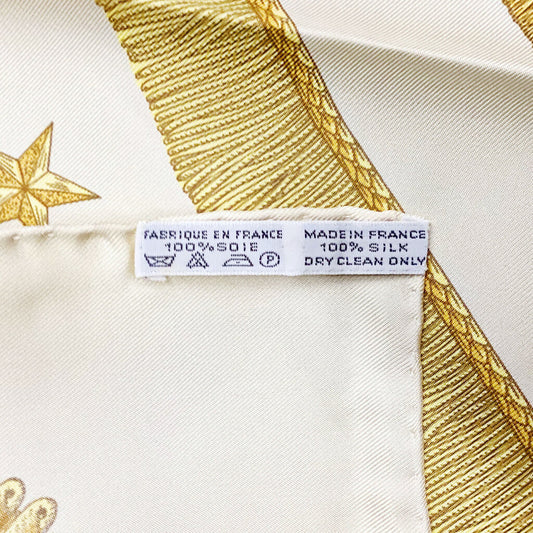 FABRIQUE EN FRANCE
100% SOIE
P
MADE IN FRANCE
100% SILK
DRY CLEAN ONLY